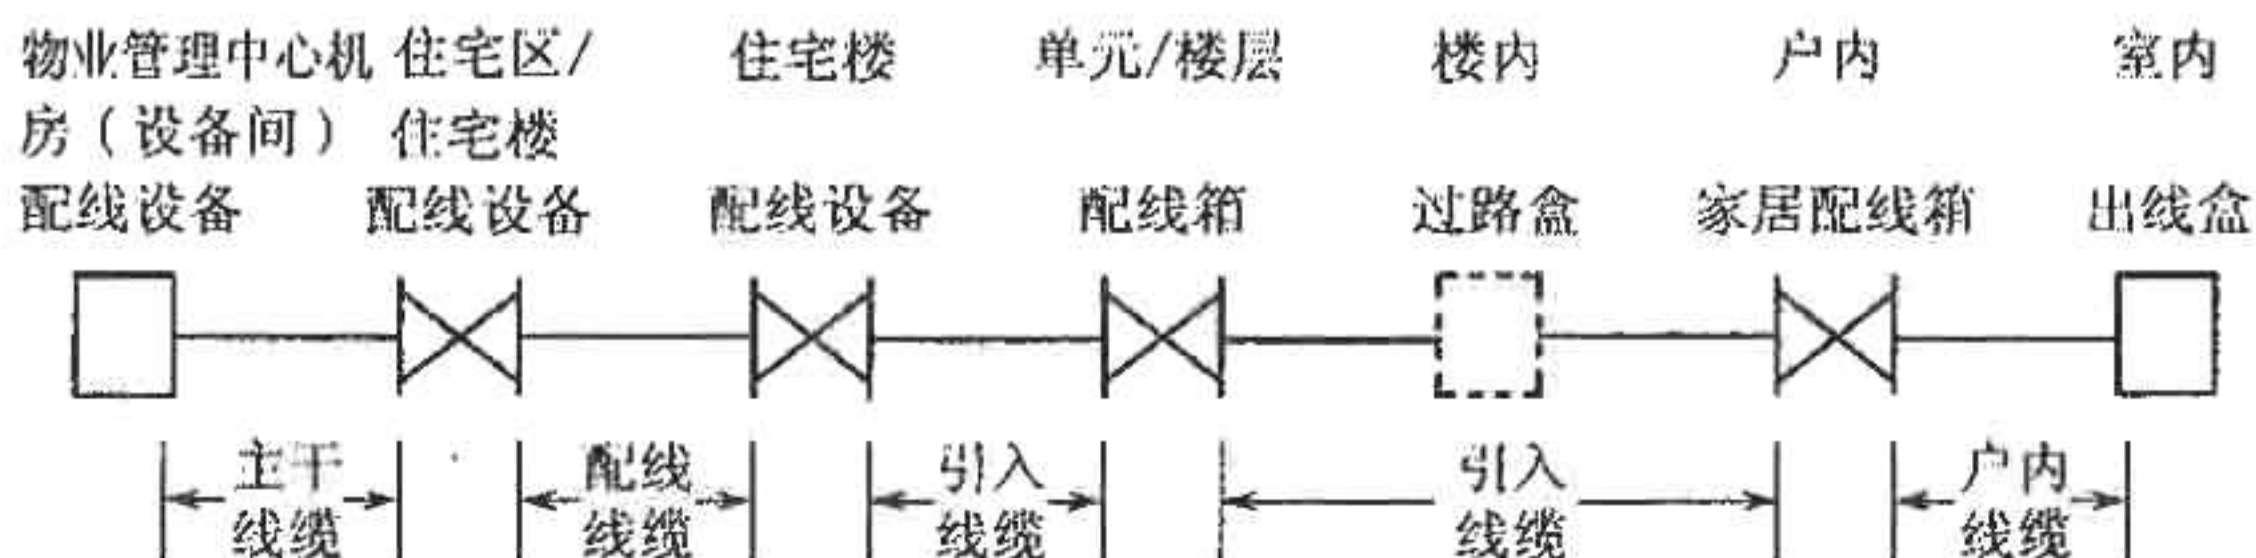 物业管理中心机 住宅区/ 住宅楼 单元/楼层 楼内 户内 室内
房(设备间) 住宅楼
配线设备 配线设备 配线设备 配线箱 过路盒 家居配线箱 出线盒
主干 配线 引入 引入 户内
线缆 线缆 线缆 线缆 线缆